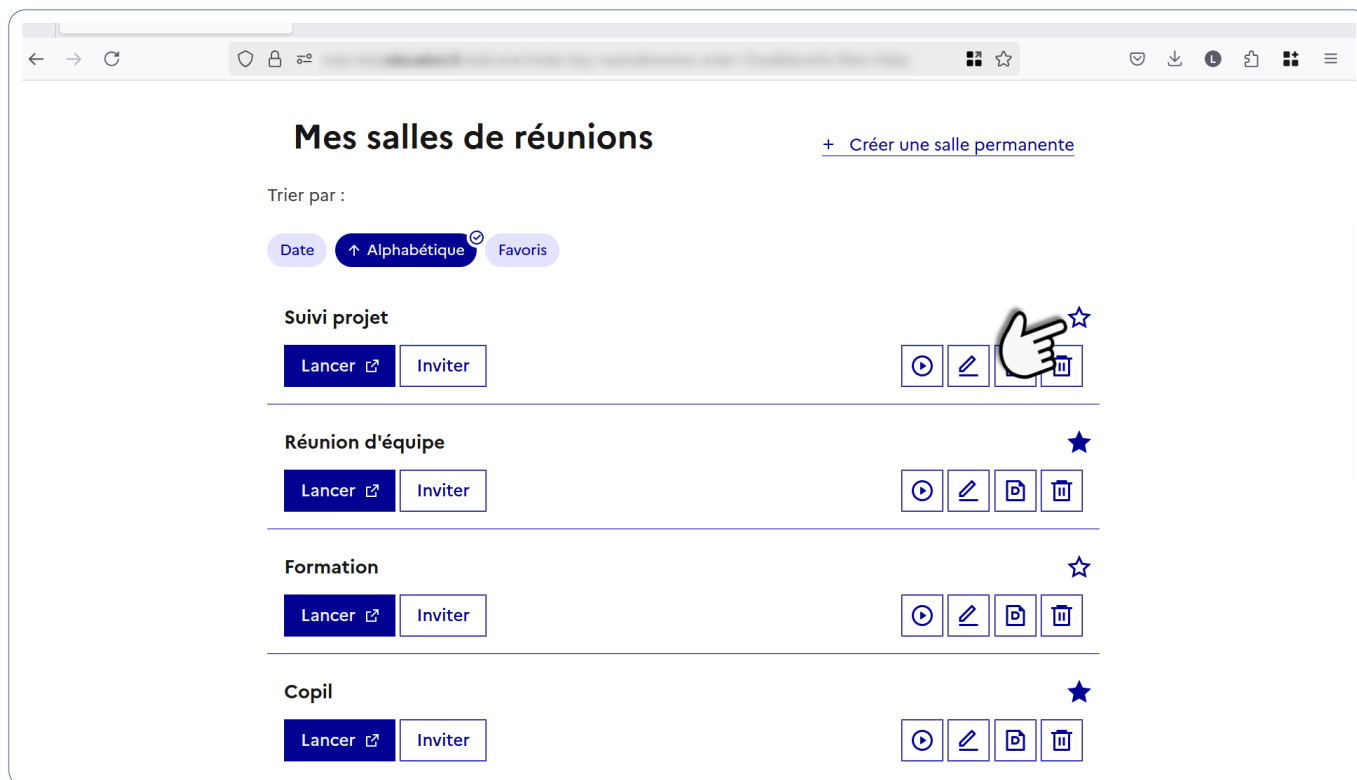 L
Mes salles de réunions
+ Créer une salle permanente
Trier par :
Date ↑ Alphabétique Favoris
Suivi projet
Lancer Inviter
Réunion d'équipe
Lancer Inviter
D
Formation
Lancer Inviter
D
Copil
Lancer Inviter
D